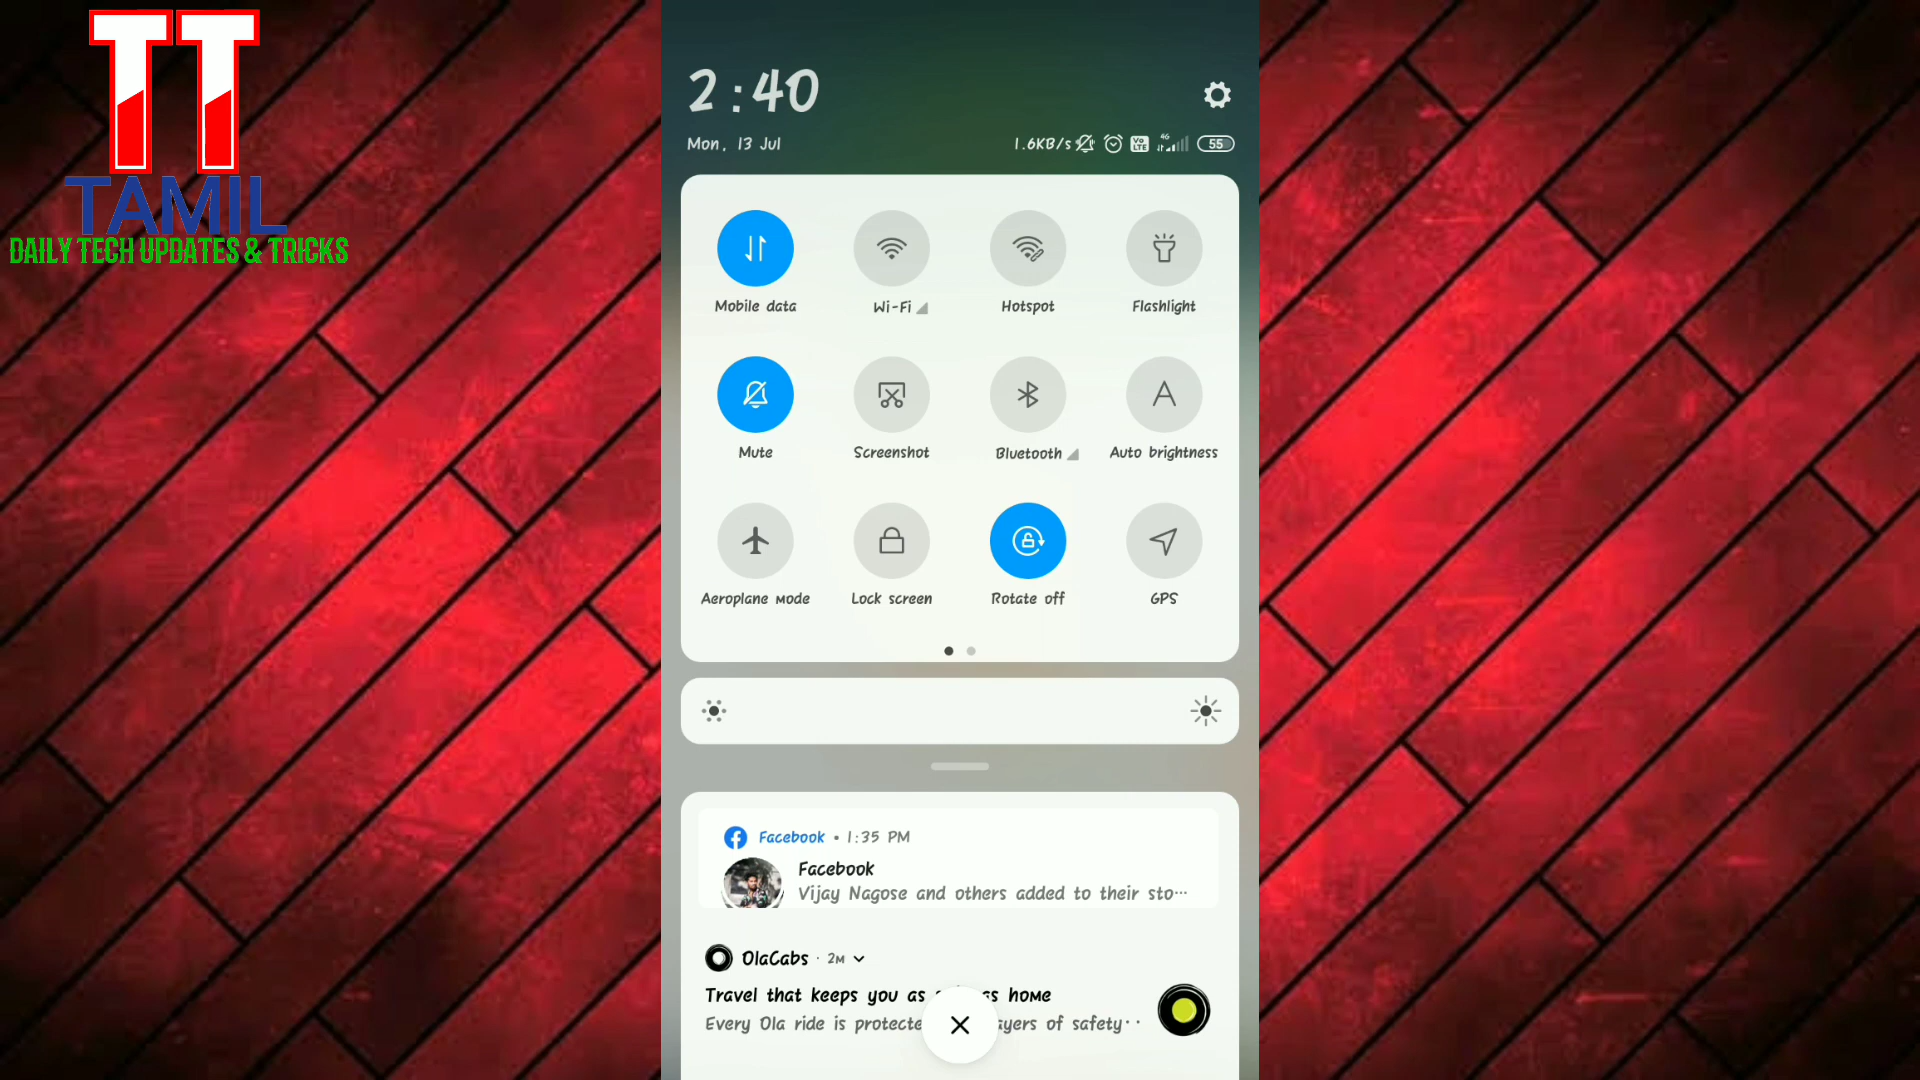 TT
TAMIL
DAILY TECH UPDATES & TRICKS
2:40
Mon, 13 Jul
1.6KB/s
Vo LTE
4G
55
Mobile data
Wi-Fi
Hotspot
Flashlight
Mute
Screenshot
Bluetooth
Auto brightness
Aeroplane mode
Lock screen
Rotate off
GPS
Facebook • 1:35 PM
Facebook
Vijay Nagose and others added to their sto...
OlaCabs · 2m
Travel that keeps you as home
Every Ola ride is of safety··